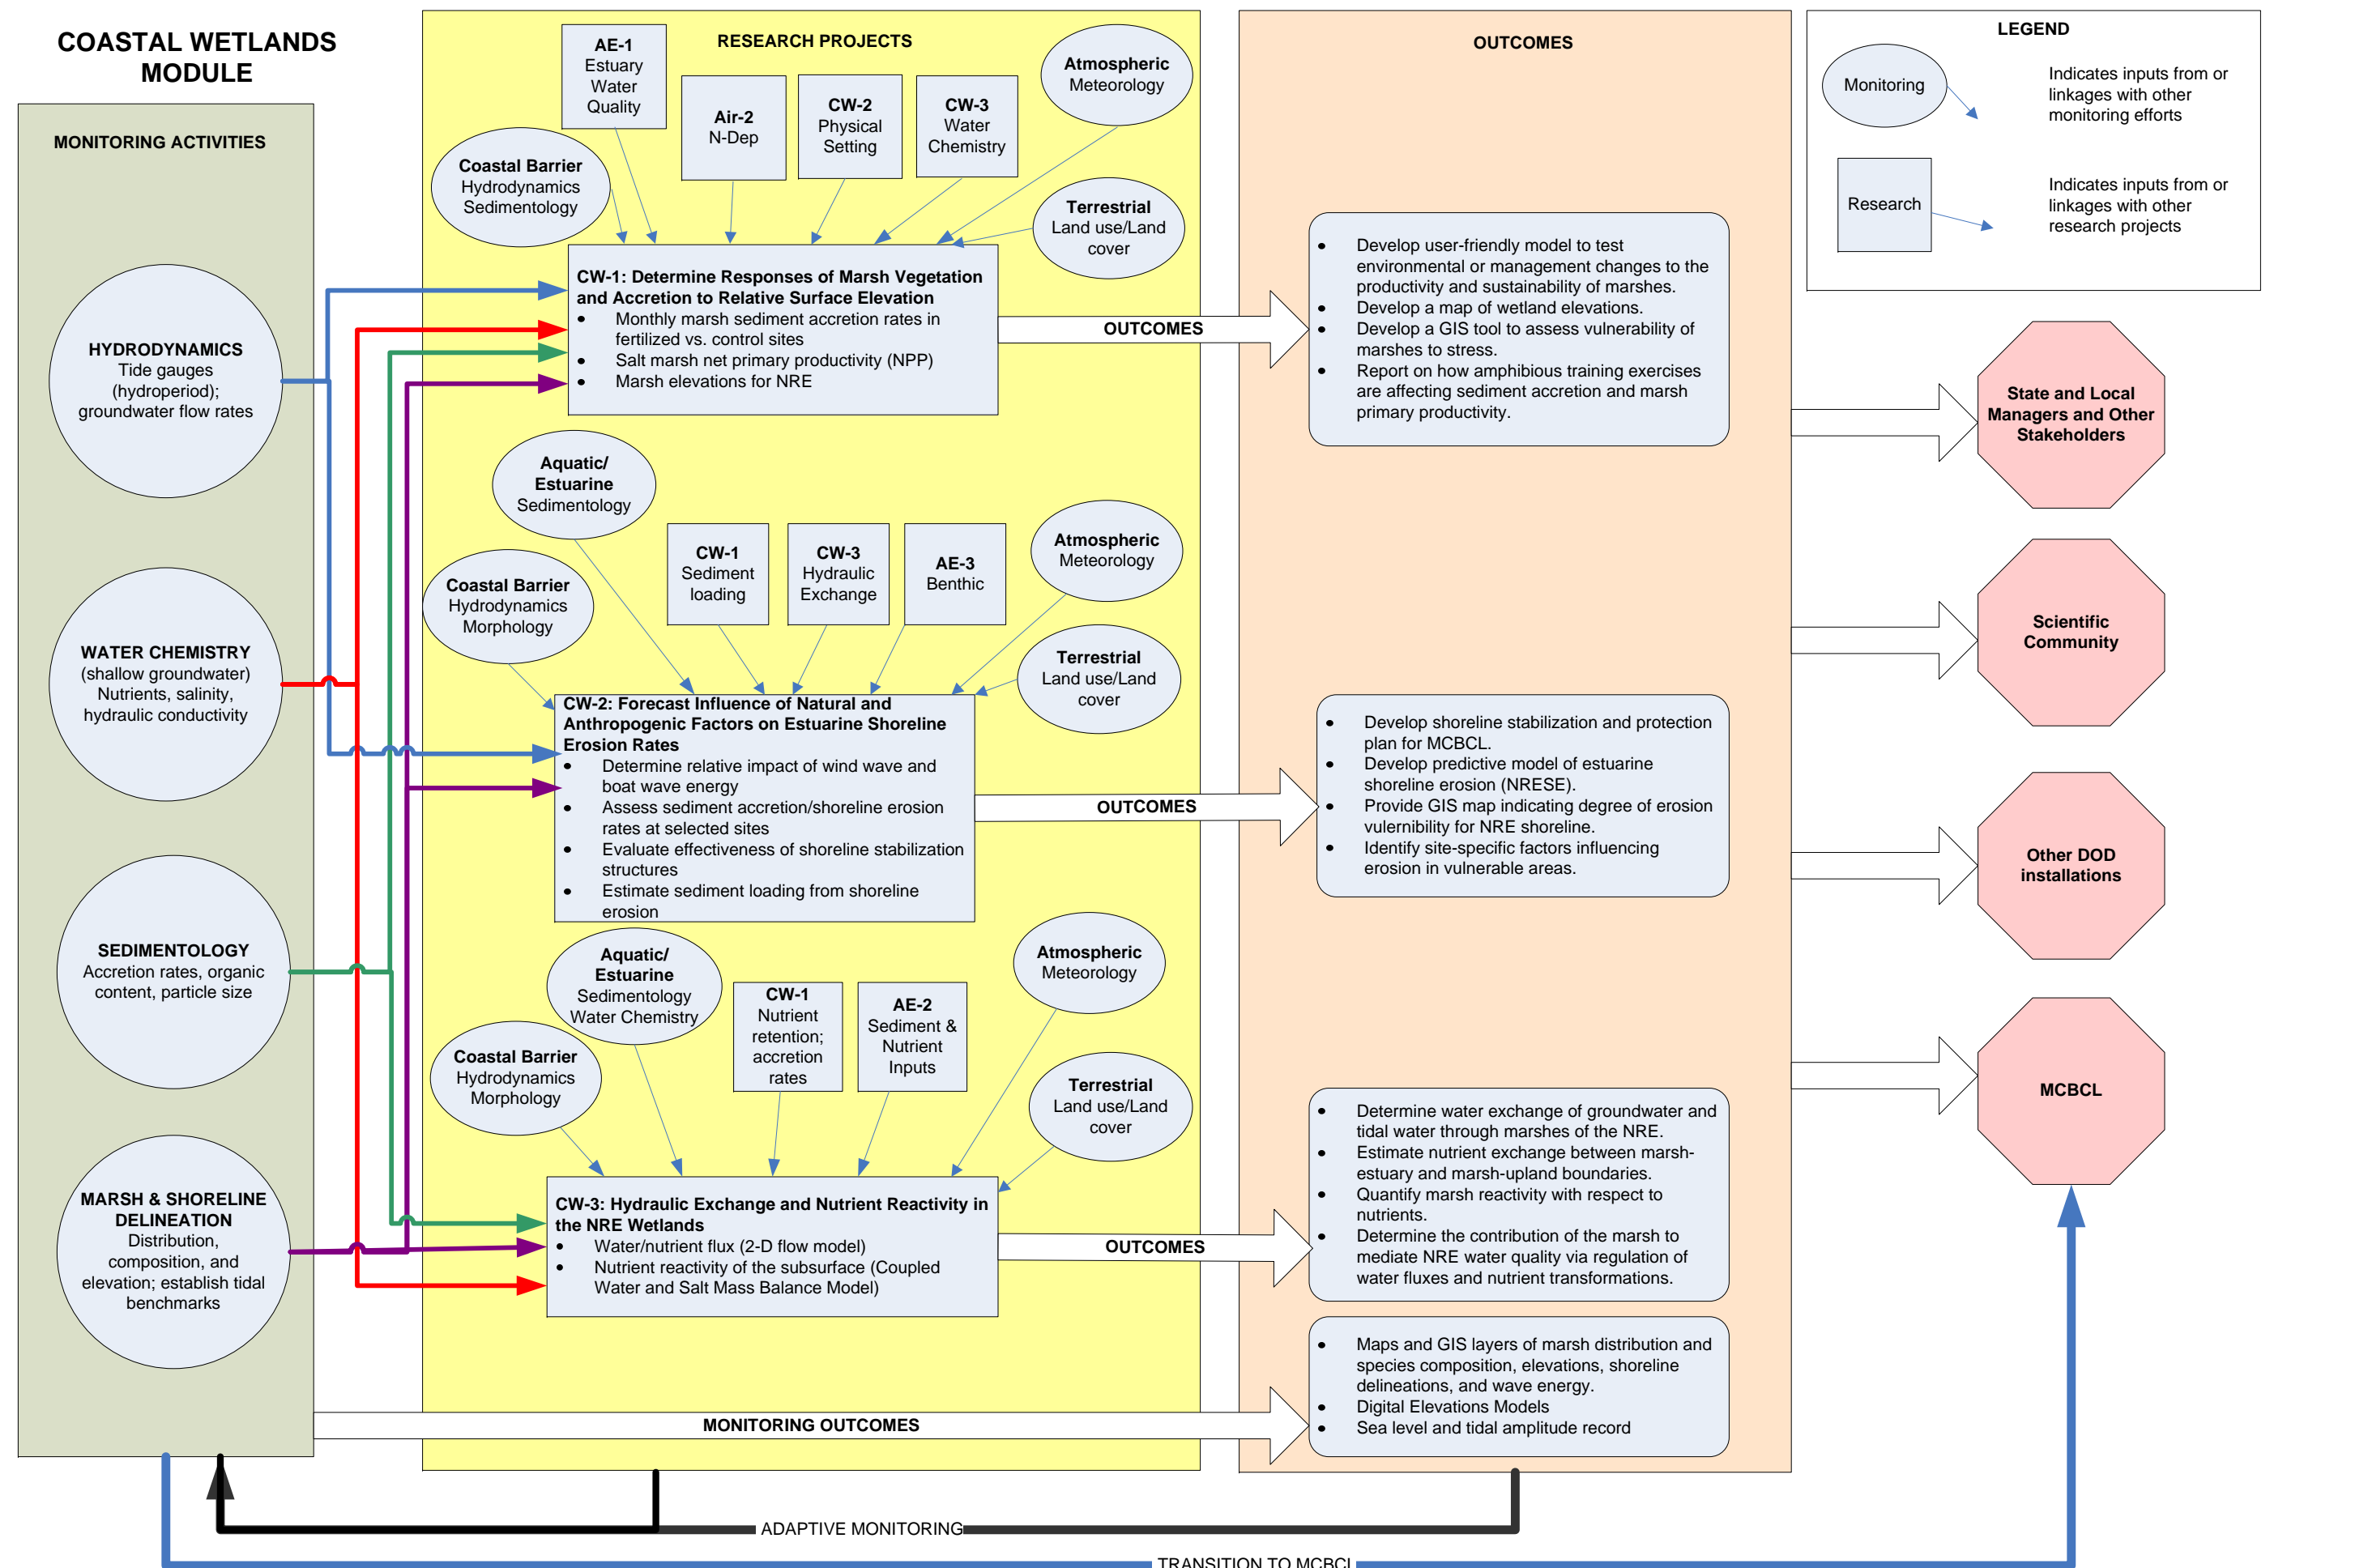 COASTAL WETLANDS
MODULE
MONITORING ACTIVITIES
HYDRODYNAMICS
Tide gauges
(hydroperiod);
groundwater flow rates
WATER CHEMISTRY
(shallow groundwater)
Nutrients, salinity,
hydraulic conductivity
SEDIMENTOLOGY
Accretion rates, organic
content, particle size
MARSH & SHORELINE
DELINEATION
Distribution,
composition, and
elevation; establish tidal
benchmarks
RESEARCH PROJECTS
AE-1
Estuary
Water
Quality
Air-2
N-Dep
CW-2
Physical
Setting
CW-3
Water
Chemistry
Atmospheric
Meteorology
Coastal Barrier
Hydrodynamics
Sedimentology
Terrestrial
Land use/Land
cover
CW-1: Determine Responses of Marsh Vegetation
and Accretion to Relative Surface Elevation
• Monthly marsh sediment accretion rates in
fertilized vs. control sites
• Salt marsh net primary productivity (NPP)
• Marsh elevations for NRE
OUTCOMES
Aquatic/
Estuarine
Sedimentology
CW-1
Sediment
loading
CW-3
Hydraulic
Exchange
AE-3
Benthic
Atmospheric
Meteorology
Coastal Barrier
Hydrodynamics
Morphology
Terrestrial
Land use/Land
cover
CW-2: Forecast Influence of Natural and
Anthropogenic Factors on Estuarine Shoreline
Erosion Rates
• Determine relative impact of wind wave and
boat wave energy
• Assess sediment accretion/shoreline erosion
rates at selected sites
• Evaluate effectiveness of shoreline stabilization
structures
• Estimate sediment loading from shoreline
erosion
OUTCOMES
Aquatic/
Estuarine
Sedimentology
Water Chemistry
CW-1
Nutrient
retention;
accretion
rates
AE-2
Sediment &
Nutrient
Inputs
Atmospheric
Meteorology
Coastal Barrier
Hydrodynamics
Morphology
Terrestrial
Land use/Land
cover
CW-3: Hydraulic Exchange and Nutrient Reactivity in
the NRE Wetlands
• Water/nutrient flux (2-D flow model)
• Nutrient reactivity of the subsurface (Coupled
Water and Salt Mass Balance Model)
OUTCOMES
MONITORING OUTCOMES
OUTCOMES
• Develop user-friendly model to test
environmental or management changes to the
productivity and sustainability of marshes.
• Develop a map of wetland elevations.
• Develop a GIS tool to assess vulnerability of
marshes to stress.
• Report on how amphibious training exercises
are affecting sediment accretion and marsh
primary productivity.
• Develop shoreline stabilization and protection
plan for MCBCL.
• Develop predictive model of estuarine
shoreline erosion (NRESE).
• Provide GIS map indicating degree of erosion
vulernibility for NRE shoreline.
• Identify site-specific factors influencing
erosion in vulnerable areas.
• Determine water exchange of groundwater and
tidal water through marshes of the NRE.
• Estimate nutrient exchange between marsh-
estuary and marsh-upland boundaries.
• Quantify marsh reactivity with respect to
nutrients.
• Determine the contribution of the marsh to
mediate NRE water quality via regulation of
water fluxes and nutrient transformations.
• Maps and GIS layers of marsh distribution and
species composition, elevations, shoreline
delineations, and wave energy.
• Digital Elevations Models
• Sea level and tidal amplitude record
LEGEND
Monitoring
Indicates inputs from or
linkages with other
monitoring efforts
Research
Indicates inputs from or
linkages with other
research projects
State and Local
Managers and Other
Stakeholders
Scientific
Community
Other DOD
installations
MCBCL
ADAPTIVE MONITORING
TRANSITION TO MCBCL